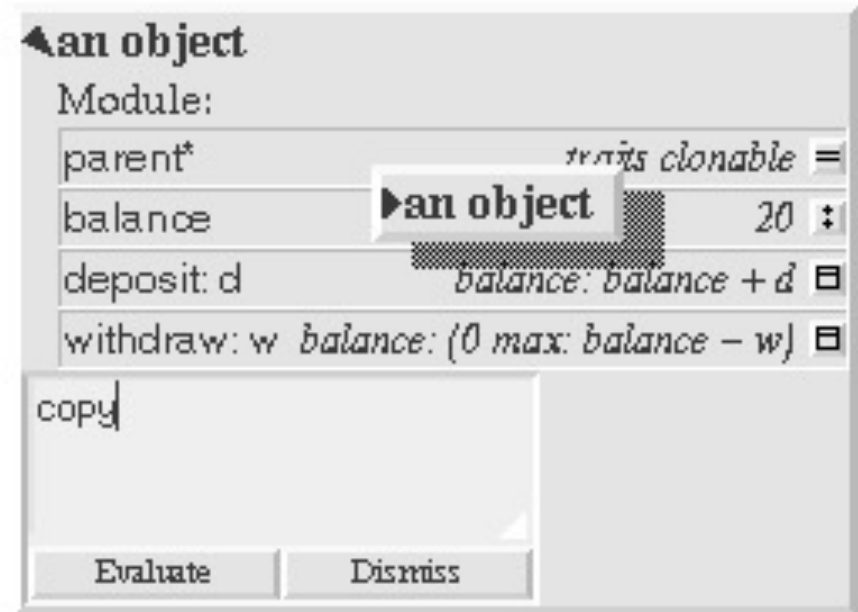 an object
Module:
parent* traits clonable =
an object
balance 20 :
deposit: d balance: balance + d
withdraw: w balance: (0 max: balance – w)
copy
Evaluate Dismiss